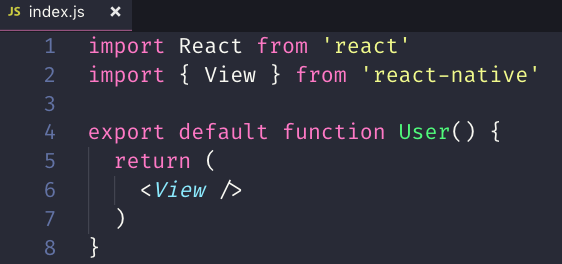 JS index.js ×
1 import React from 'react'
2 import { View } from 'react-native'
3
4 export default function User() {
5   return (
6     <View />
7   )
8 }